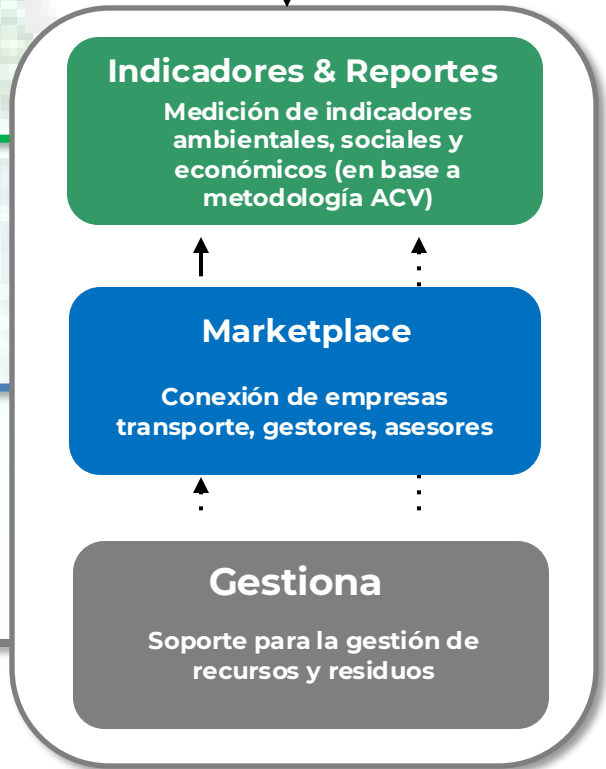 Indicadores & Reportes
Medición de indicadores
ambientales, sociales y
económicos (en base a
metodología ACV)
Marketplace
Conexión de empresas
transporte, gestores, asesores
Gestiona
Soporte para la gestión de
recursos y residuos